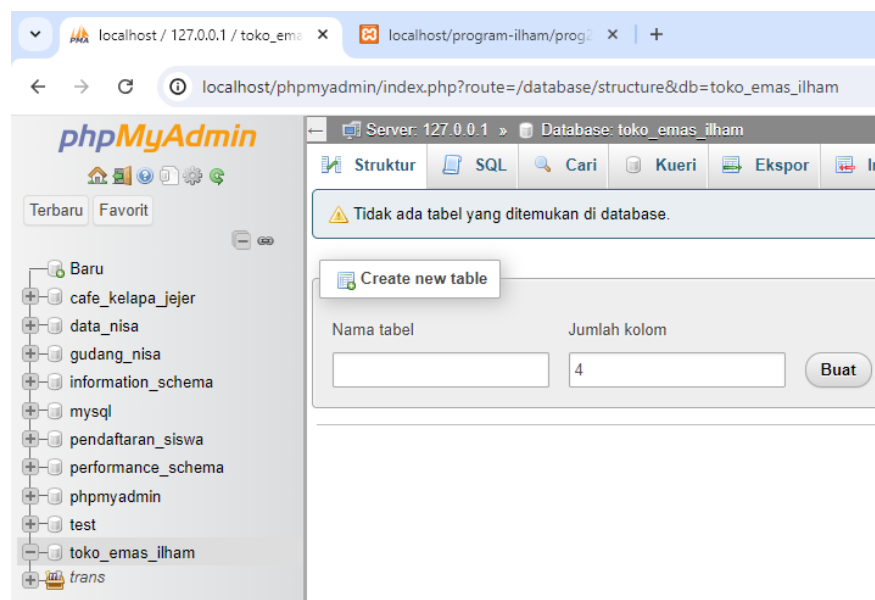 localhost / 127.0.0.1 / toko_ema
localhost/program-ilham/prog2
localhost/phpmyadmin/index.php?route=/database/structure&db=toko_emas_ilham
phpMyAdmin
Terbaru Favorit
Baru
cafe_kelapa_jejer
data_nisa
gudang_nisa
information_schema
mysql
pendaftaran_siswa
performance_schema
phpmyadmin
test
toko_emas_ilham
trans
Server: 127.0.0.1 » Database: toko_emas_ilham
Struktur SQL Cari Kueri Ekspor
Tidak ada tabel yang ditemukan di database.
Create new table
Nama tabel Jumlah kolom
4 Buat